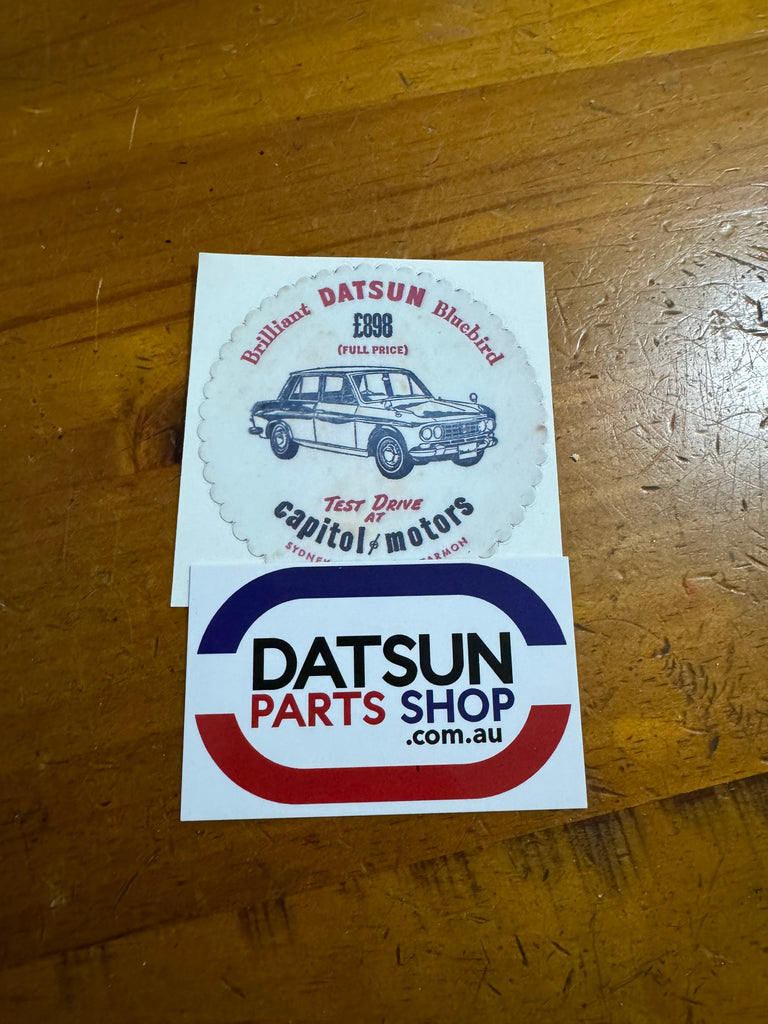 Brilliant DATSUN Bluebird
£898
(FULL PRICE)
TEST DRIVE
AT
capitol motors
DATSUN
PARTS SHOP
.com.au